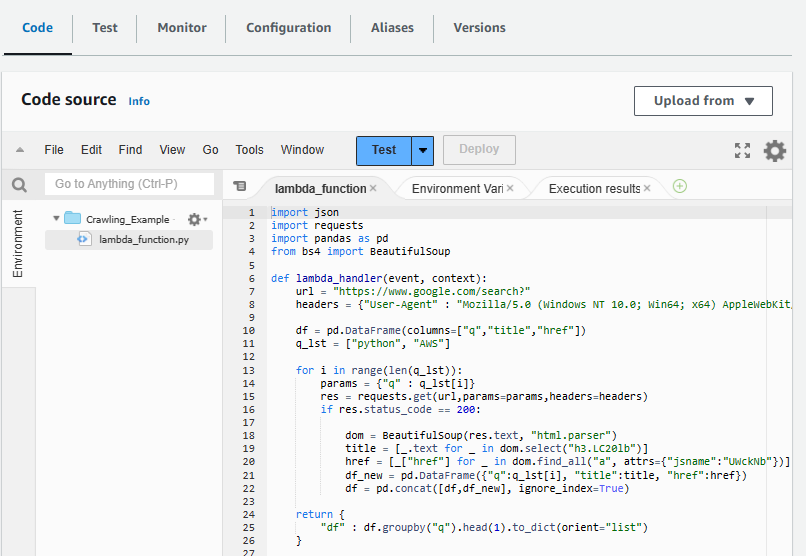 Code Test Monitor Configuration Aliases Versions
Code source Info
Upload from
File Edit Find View Go Tools Window Test Deploy
Go to Anything (Ctrl-P)
lambda_function Environment Vari Execution results
Environment
Crawling_Example
lambda_function.py
1 import json
2 import requests
3 import pandas as pd
4 from bs4 import BeautifulSoup
5
6 def lambda_handler(event, context):
7     url = "https://www.google.com/search?"
8     headers = {"User-Agent" : "Mozilla/5.0 (Windows NT 10.0; Win64; x64) AppleWebKit/
9
10     df = pd.DataFrame(columns=["q","title","href"])
11     q_lst = ["python", "AWS"]
12
13     for i in range(len(q_lst)):
14         params = {"q" : q_lst[i]}
15         res = requests.get(url,params=params,headers=headers)
16         if res.status_code == 200:
17
18             dom = BeautifulSoup(res.text, "html.parser")
19             title = [_.text for _ in dom.select("h3.LC20lb")]
20             href = [_["href"] for _ in dom.find_all("a", attrs={"jsname":"UWckNb"})]
21             df_new = pd.DataFrame({"q":q_lst[i], "title":title, "href":href})
22             df = pd.concat([df,df_new], ignore_index=True)
23
24     return {
25         "df" : df.groupby("q").head(1).to_dict(orient="list")
26     }
27